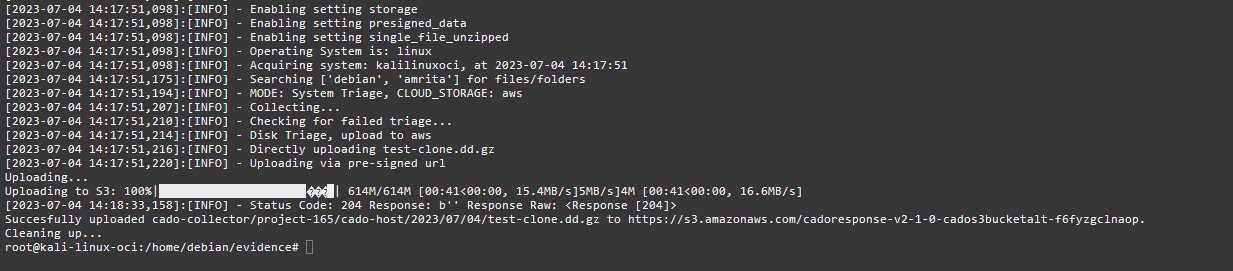 [2023-07-04 14:17:51,098]:[INFO] - Enabling setting storage
[2023-07-04 14:17:51,098]:[INFO] - Enabling setting presigned_data
[2023-07-04 14:17:51,098]:[INFO] - Enabling setting single_file_unzipped
[2023-07-04 14:17:51,098]:[INFO] - Operating System is: linux
[2023-07-04 14:17:51,098]:[INFO] - Acquiring system: kalilinuxoci, at 2023-07-04 14:17:51
[2023-07-04 14:17:51,175]:[INFO] - Searching ['debian', 'amrita'] for files/folders
[2023-07-04 14:17:51,194]:[INFO] - MODE: System Triage, CLOUD_STORAGE: aws
[2023-07-04 14:17:51,207]:[INFO] - Collecting...
[2023-07-04 14:17:51,210]:[INFO] - Checking for failed triage...
[2023-07-04 14:17:51,214]:[INFO] - Disk Triage, upload to aws
[2023-07-04 14:17:51,216]:[INFO] - Directly uploading test-clone.dd.gz
[2023-07-04 14:17:51,220]:[INFO] - Uploading via pre-signed url
Uploading...
Uploading to S3: 100%|█████████████████████���█| 614M/614M [00:41<00:00, 15.4MB/s]5MB/s]4M [00:41<00:00, 16.6MB/s]
[2023-07-04 14:18:33,158]:[INFO] - Status Code: 204 Response: b'' Response Raw: <Response [204]>
Succesfully uploaded cado-collector/project-165/cado-host/2023/07/04/test-clone.dd.gz to https://s3.amazonaws.com/cadoresponse-v2-1-0-cados3bucketalt-f6fyzgclnaop.
Cleaning up...
root@kali-linux-oci:/home/debian/evidence#